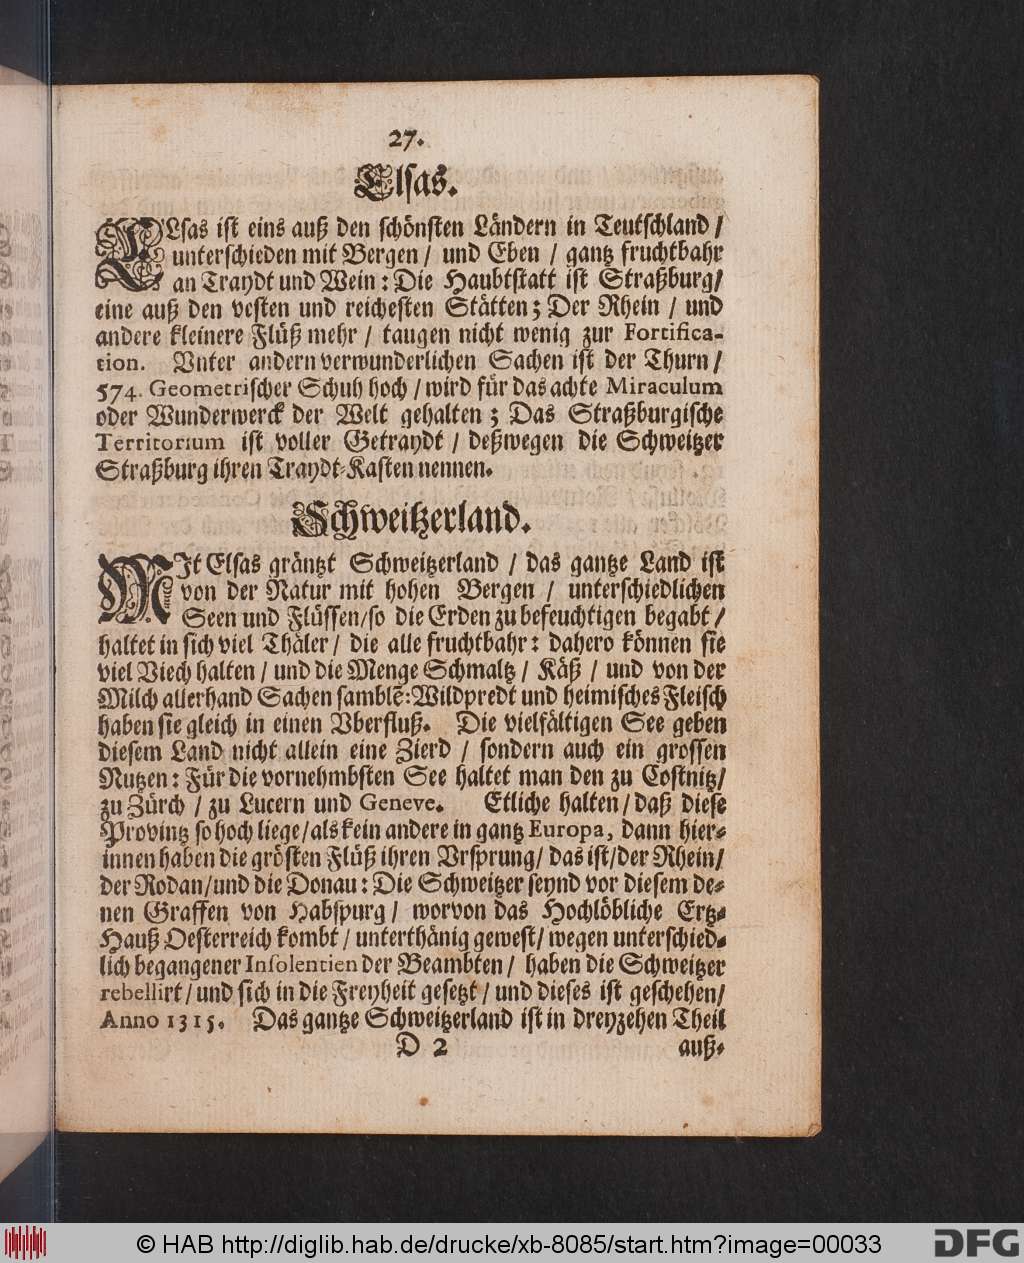 27.
Elsas.
ELsas ist eins auß den schönsten Ländern in Teutschland /
unterschieden mit Bergen / und Eben / gantz fruchtbahr
an Traydt und Wein : Die Haubtstatt ist Straßburg/
eine auß den vesten und reichesten Stätten ; Der Rhein / und
andere kleinere Flüß mehr / taugen nicht wenig zur Fortifica-
tion. Unter andern verwunderlichen Sachen ist der Thurn /
574. Geometrischer Schuh hoch / wird für das achte Miraculum
oder Wunderwerck der Welt gehalten ; Das Straßburgische
Territorium ist voller Getraydt / deßwegen die Schweitzer
Straßburg ihren Traydt-Kasten nennen.
Schweitzerland.
MIt Elsas gräntzt Schweitzerland / das gantze Land ist
von der Natur mit hohen Bergen / unterschiedlichen
Seen und Flüssen/so die Erden zu befeuchtigen begabt /
haltet in sich viel Thäler / die alle fruchtbahr : dahero können sie
viel Viech halten / und die Menge Schmaltz / Käß / und von der
Milch allerhand Sachen samblẽ: Wildpredt und heimisches Fleisch
haben sie gleich in einen Uberfluß. Die vielfältigen See geben
diesem Land nicht allein eine Zierd / sondern auch ein grossen
Nutzen : Für die vornehmbsten See haltet man den zu Costnitz/
zu Zürch / zu Lucern und Geneve. Etliche halten / daß diese
Provintz so hoch liege/als kein andere in gantz Europa, dann hier-
innen haben die grösten Flüß ihren Ursprung/ das ist/der Rhein/
der Rodan/und die Donau : Die Schweitzer seynd vor diesem de-
nen Graffen von Habspurg / worvon das Hochlöbliche Ertz-
Hauß Oesterreich kombt / unterthänig gewest/ wegen unterschied-
lich begangener Insolentien der Beambten / haben die Schweitzer
rebellirt / und sich in die Freyheit gesetzt / und dieses ist geschehen/
Anno 1315. Das gantze Schweitzerland ist in dreyzehen Theil
D 2 auß-
© HAB http://diglib.hab.de/drucke/xb-8085/start.htm?image=00033
DFG